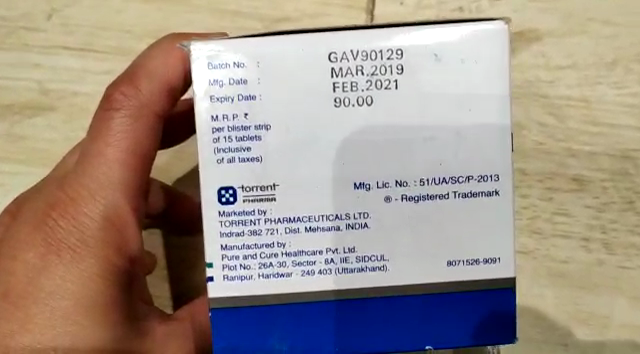 Batch No. : GAV90129
Mfg. Date : MAR.2019
Expiry Date : FEB.2021
90.00
M.R.P. ₹
per blister strip
of 15 tablets
(Inclusive
of all taxes)
torrent
PHARMA
Mfg. Lic. No. : 51/UA/SC/P-2013
® - Registered Trademark
Marketed by :
TORRENT PHARMACEUTICALS LTD.
Indrad-382 721, Dist. Mehsana, INDIA.
Manufactured by :
Pure and Cure Healthcare Pvt. Ltd.
Plot No.: 26A-30, Sector - 8A, IIE, SIDCUL,
Ranipur, Haridwar - 249 403 (Uttarakhand).
8071526-9091